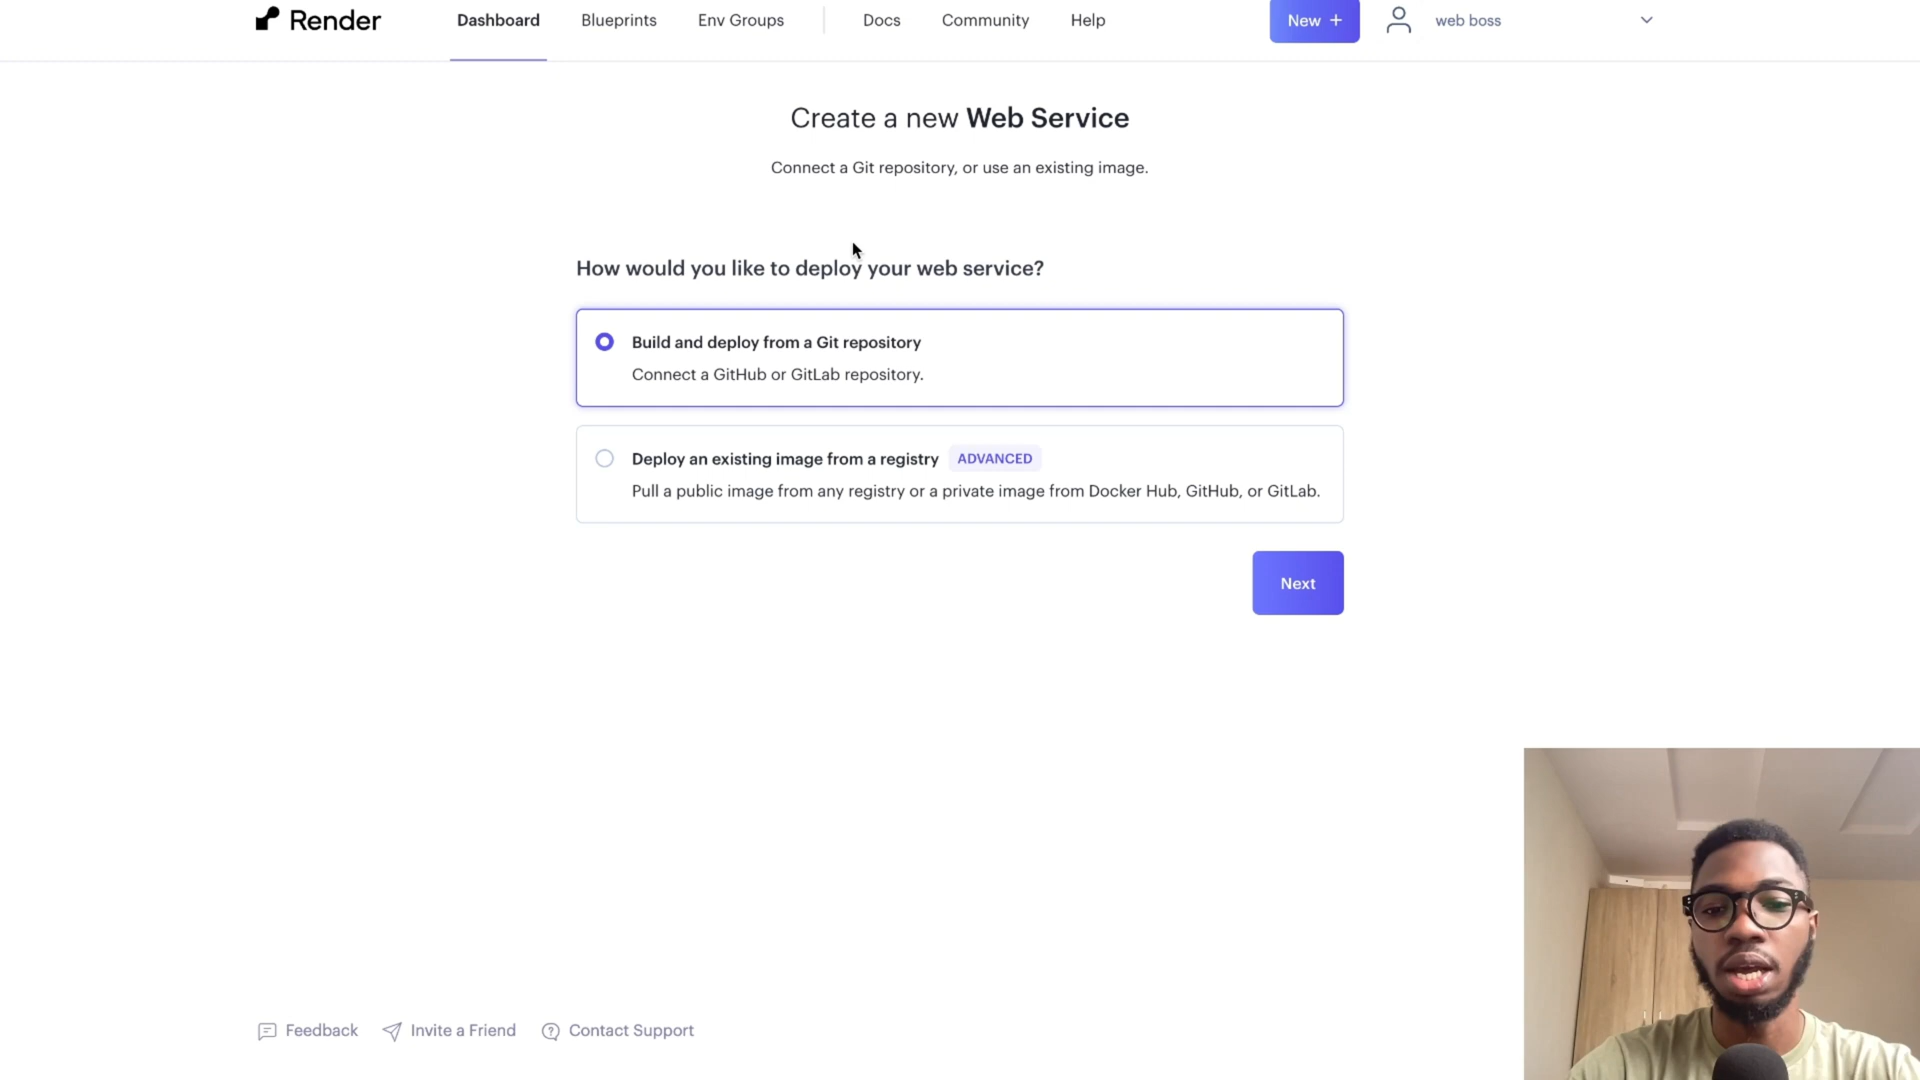 Render
Dashboard
Blueprints
Env Groups
Docs
Community
Help
New +
web boss
Create a new Web Service
Connect a Git repository, or use an existing image.
How would you like to deploy your web service?
Build and deploy from a Git repository
Connect a GitHub or GitLab repository.
Deploy an existing image from a registry ADVANCED
Pull a public image from any registry or a private image from Docker Hub, GitHub, or GitLab.
Next
Feedback
Invite a Friend
Contact Support